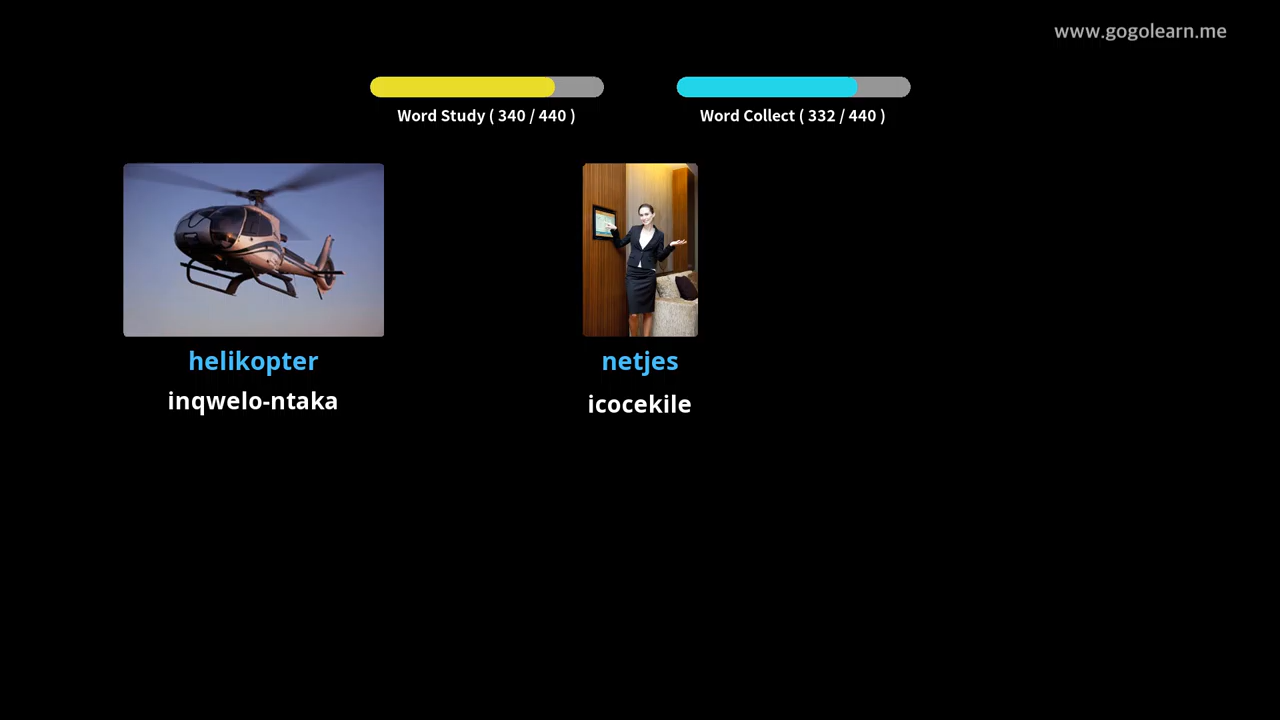 www.gogolearn.me
Word Study ( 340 / 440 )
Word Collect ( 332 / 440 )
helikopter
inqwelo-ntaka
netjes
icocekile